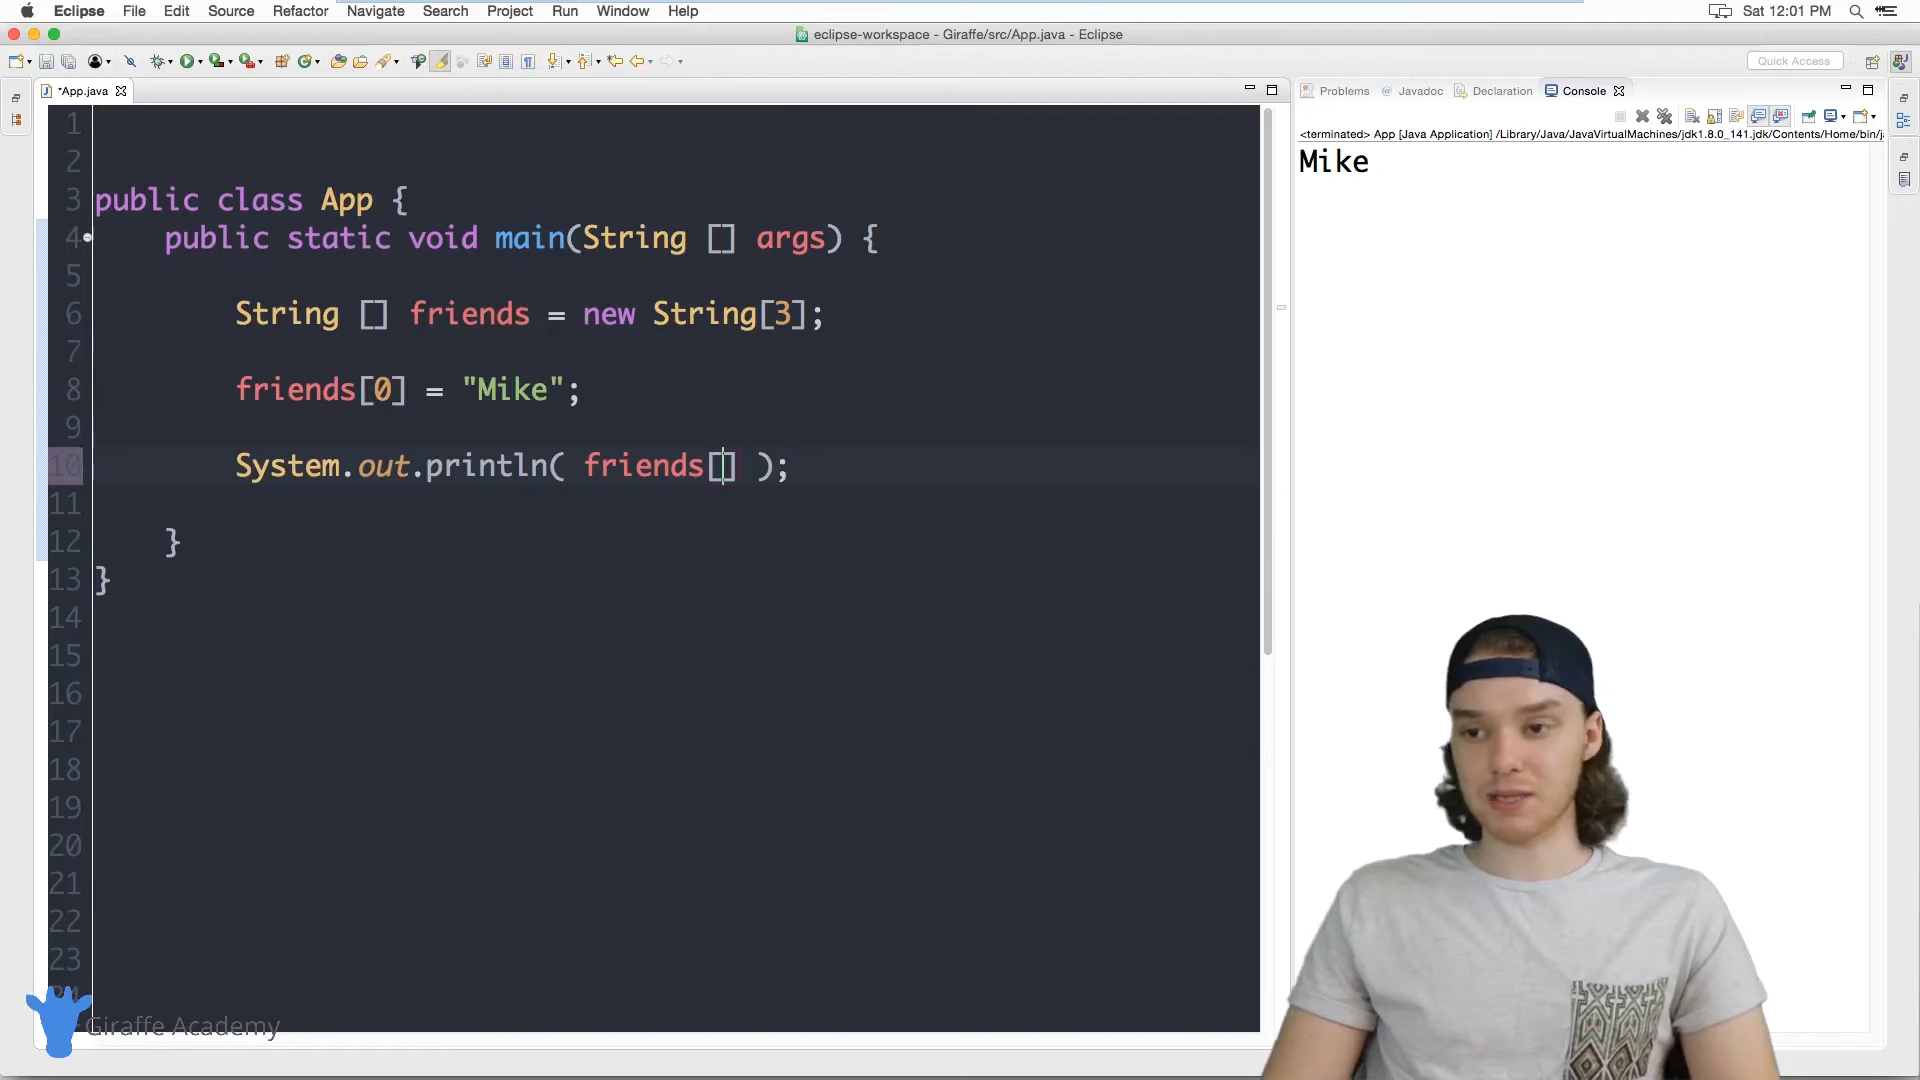 Eclipse File Edit Source Refactor Navigate Search Project Run Window Help Sat 12:01 PM
eclipse-workspace - Giraffe/src/App.java - Eclipse
Quick Access
*App.java
Problems @ Javadoc Declaration Console
<terminated> App [Java Application] /Library/Java/JavaVirtualMachines/jdk1.8.0_141.jdk/Contents/Home/bin/j
Mike
1
2
3 public class App {
4 public static void main(String [] args) {
5
6 String [] friends = new String[3];
7
8 friends[0] = "Mike";
9
10 System.out.println( friends[] );
11
12 }
13 }
14
15
16
17
18
19
20
21
22
23
Giraffe Academy